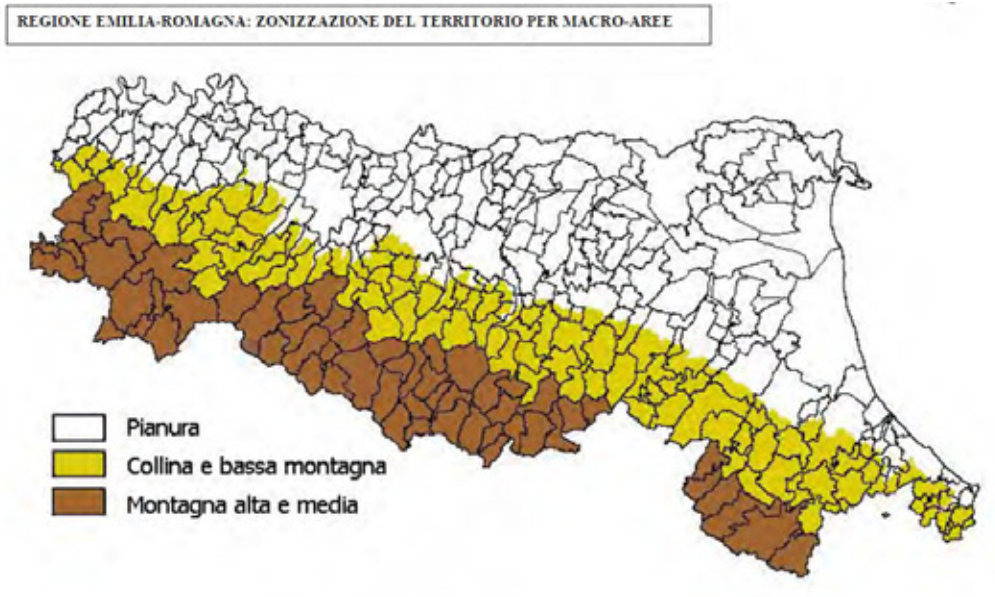 REGIONE EMILIA-ROMAGNA: ZONIZZAZIONE DEL TERRITORIO PER MACRO-AREE
Pianura
Collina e bassa montagna
Montagna alta e media